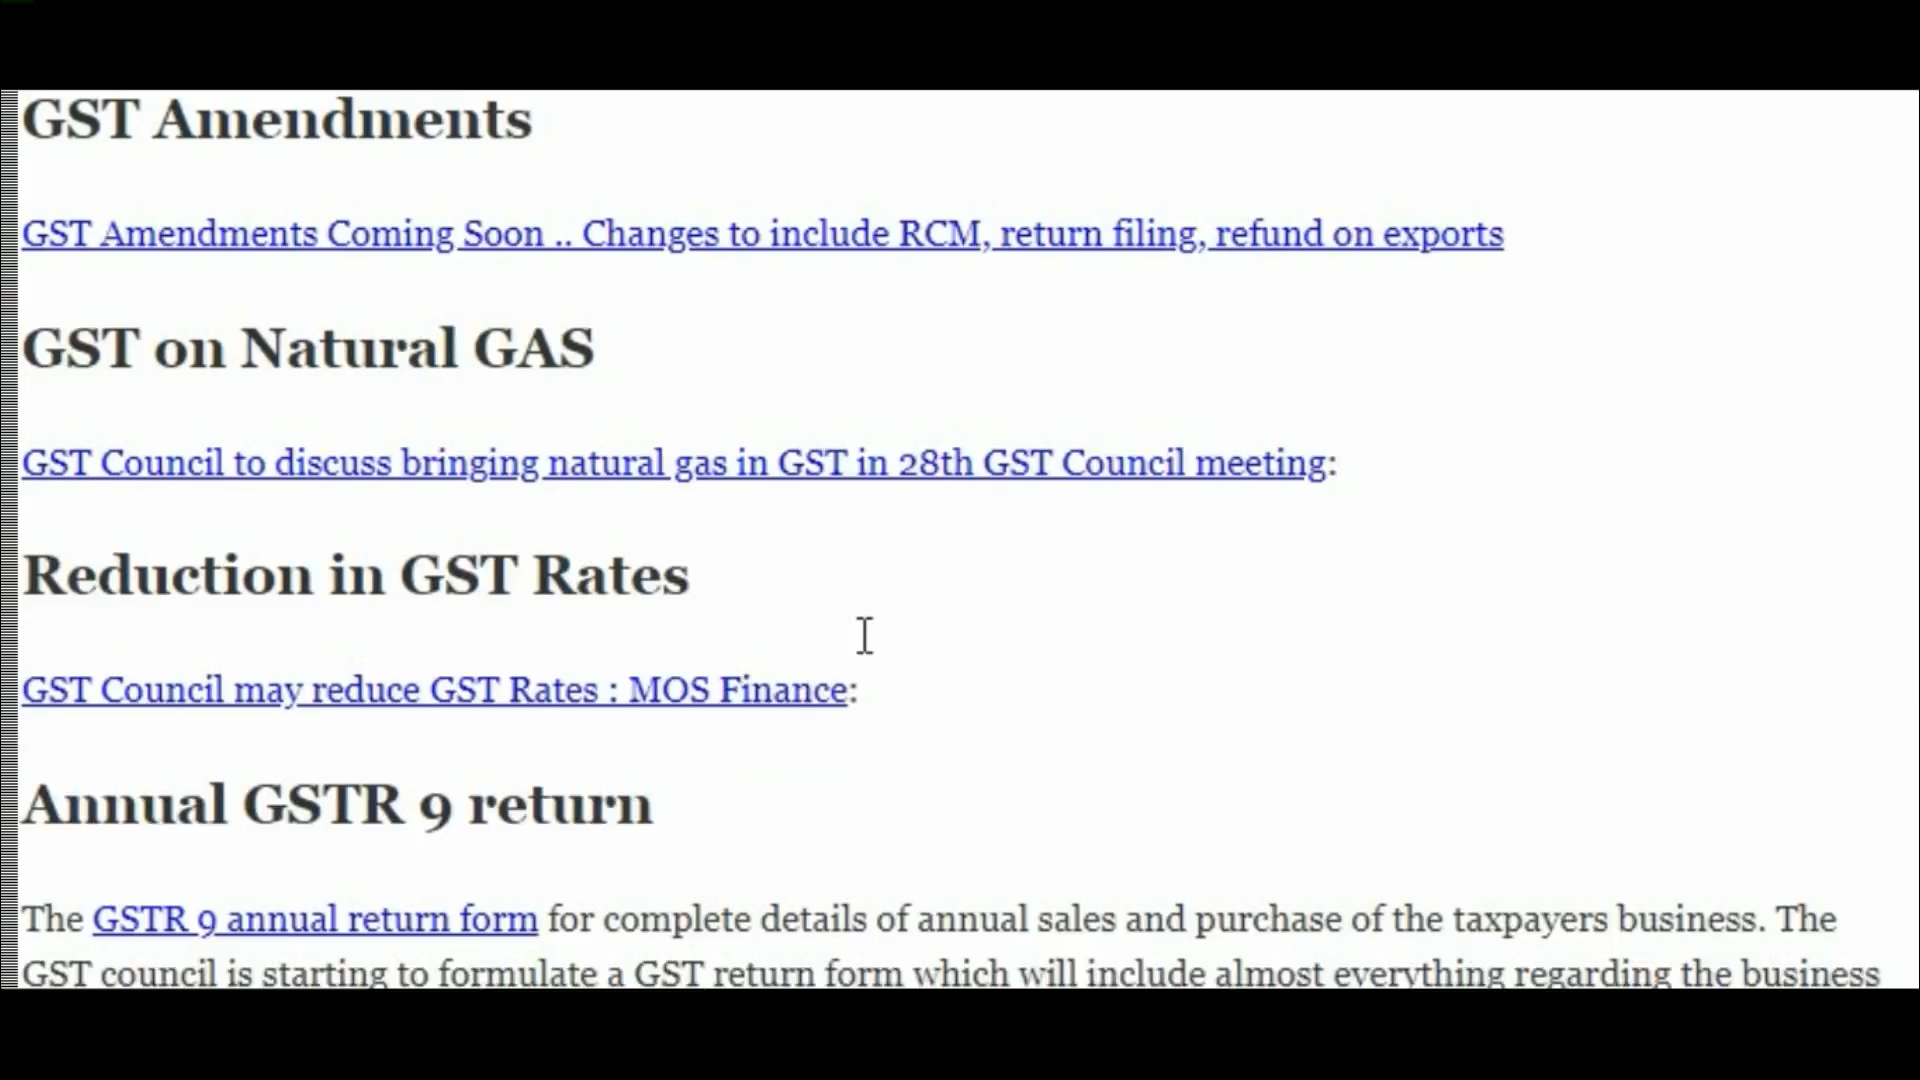 GST Amendments
GST Amendments Coming Soon .. Changes to include RCM, return filing, refund on exports
GST on Natural GAS
GST Council to discuss bringing natural gas in GST in 28th GST Council meeting:
Reduction in GST Rates
GST Council may reduce GST Rates : MOS Finance:
Annual GSTR 9 return
The GSTR 9 annual return form for complete details of annual sales and purchase of the taxpayers business. The
GST council is starting to formulate a GST return form which will include almost everything regarding the business